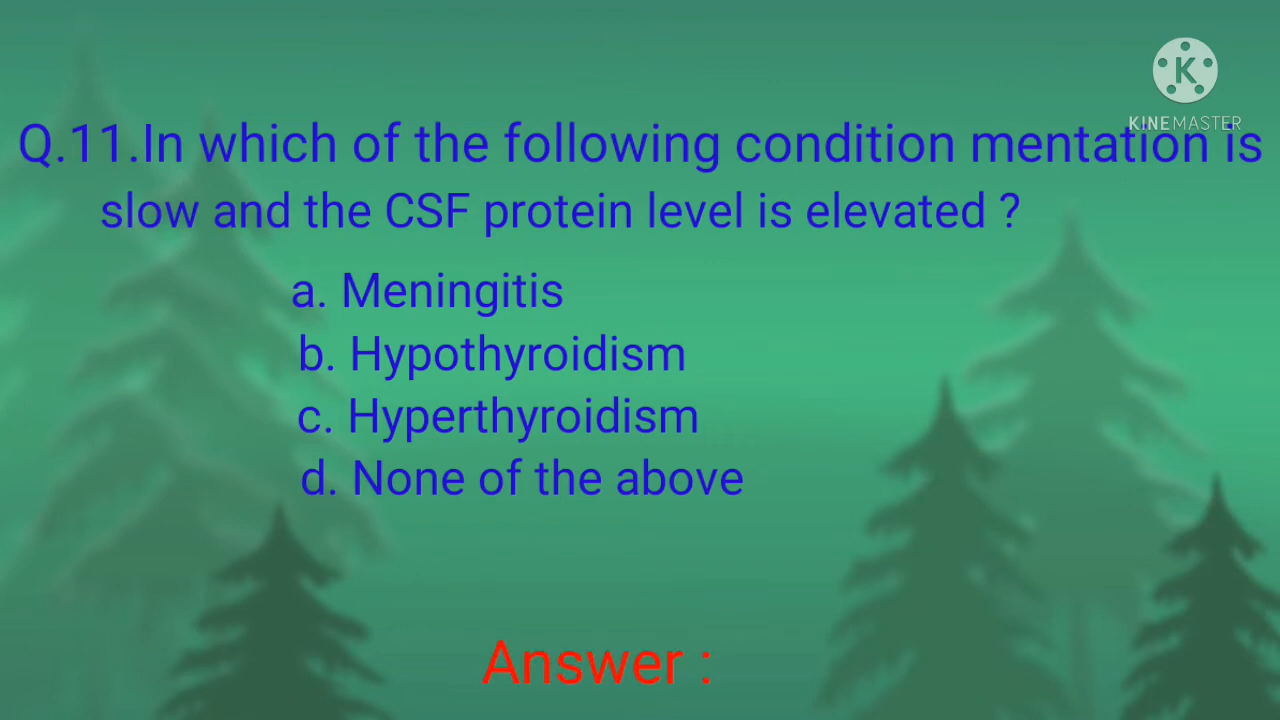 K
KINEMASTER
Q.11.In which of the following condition mentation is
slow and the CSF protein level is elevated ?
a. Meningitis
b. Hypothyroidism
c. Hyperthyroidism
d. None of the above
Answer :